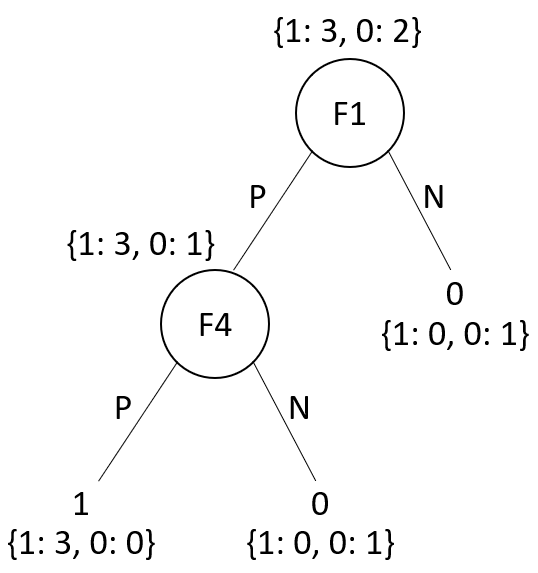 {1: 3, 0: 2}
F1
P
N
{1: 3, 0: 1}
F4
0
{1: 0, 0: 1}
P
N
1
{1: 3, 0: 0}
0
{1: 0, 0: 1}